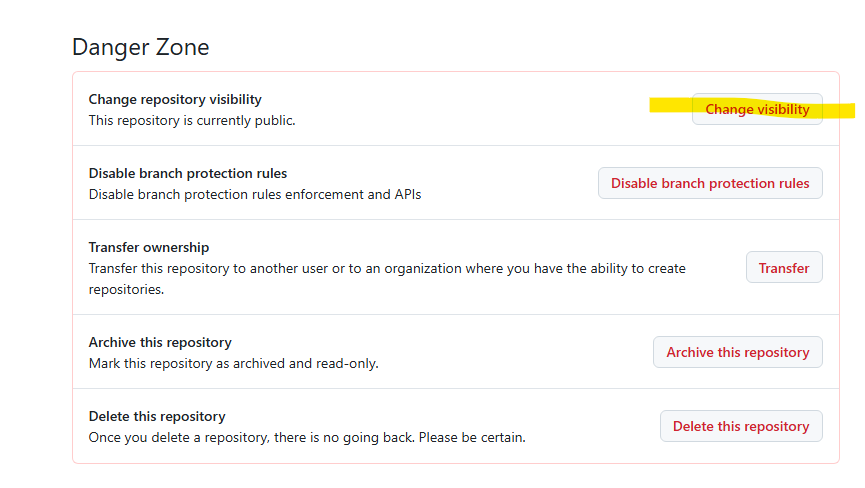 Danger Zone
Change repository visibility
This repository is currently public.
Change visibility
Disable branch protection rules
Disable branch protection rules enforcement and APIs
Disable branch protection rules
Transfer ownership
Transfer this repository to another user or to an organization where you have the ability to create
repositories.
Transfer
Archive this repository
Mark this repository as archived and read-only.
Archive this repository
Delete this repository
Once you delete a repository, there is no going back. Please be certain.
Delete this repository